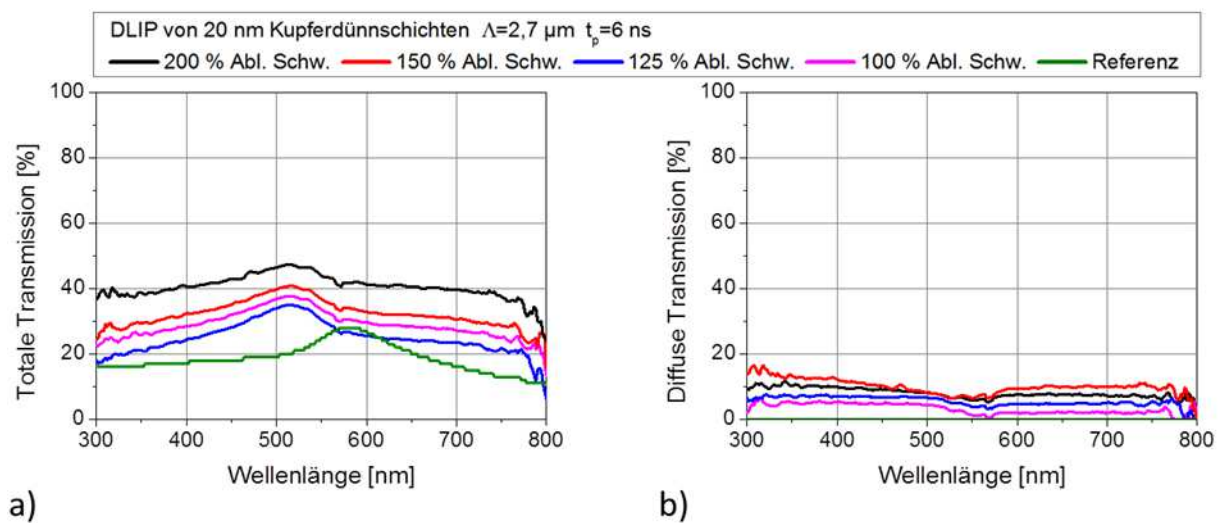 DLIP von 20 nm Kupferdünnschichten Λ=2,7 µm tp=6 ns
200 % Abl. Schw. 150 % Abl. Schw. 125 % Abl. Schw. 100 % Abl. Schw. Referenz
100
80
60
40
20
0
Totale Transmission [%]
300 400 500 600 700 800
Wellenlänge [nm]
a)
100
80
60
40
20
0
Diffuse Transmission [%]
300 400 500 600 700 800
Wellenlänge [nm]
b)